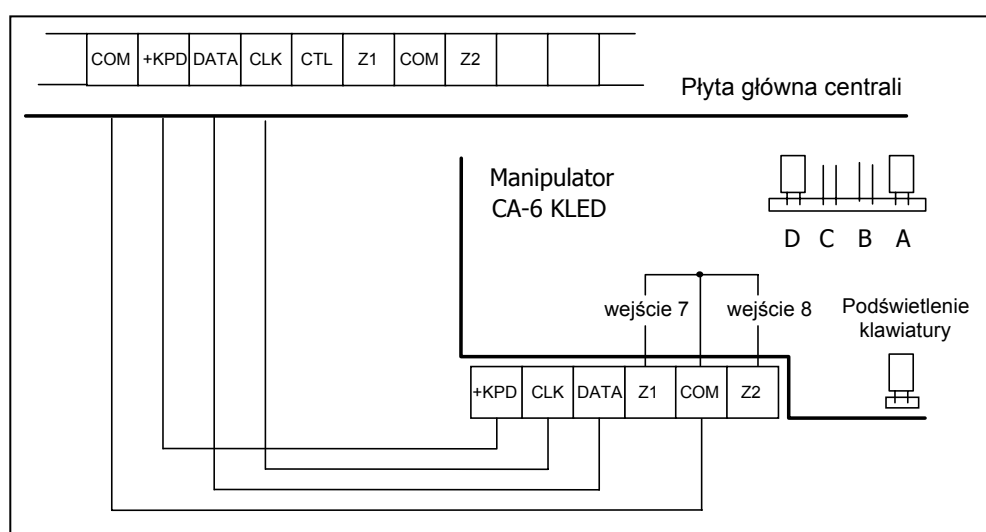 COM +KPD DATA CLK CTL Z1 COM Z2
Płyta główna centrali
Manipulator
CA-6 KLED
D C B A
wejście 7 wejście 8
Podświetlenie
klawiatury
+KPD CLK DATA Z1 COM Z2